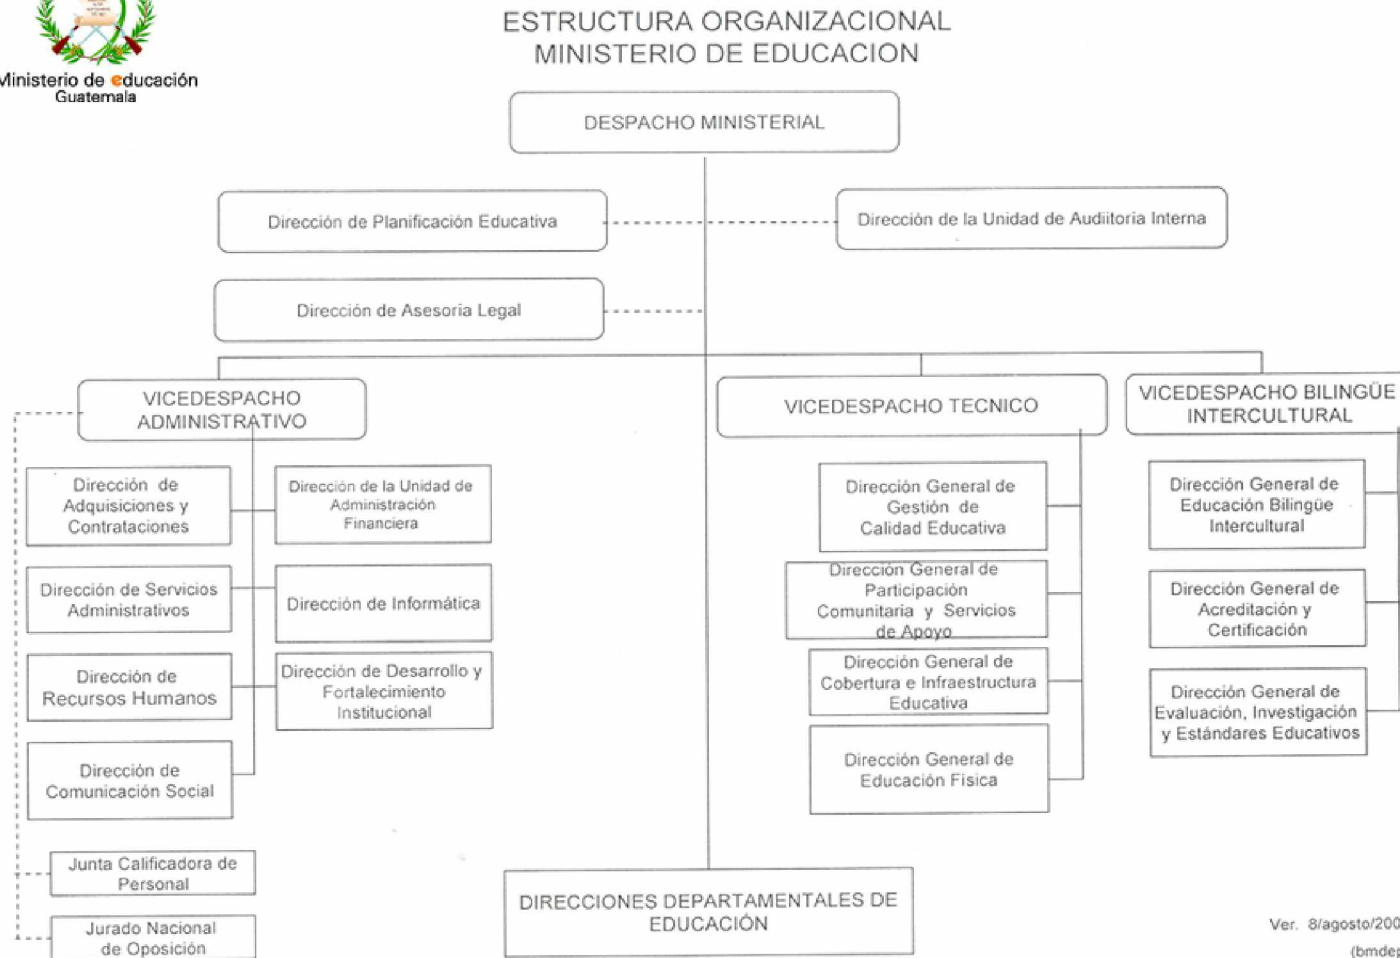 ESTRUCTURA ORGANIZACIONAL
MINISTERIO DE EDUCACION
Ministerio de educación
Guatemala
DESPACHO MINISTERIAL
Dirección de Planificación Educativa
Dirección de la Unidad de Audiitoria Interna
Dirección de Asesoria Legal
VICEDESPACHO
ADMINISTRATIVO
VICEDESPACHO TECNICO
VICEDESPACHO BILINGÜE
INTERCULTURAL
Dirección de
Adquisiciones y
Contrataciones
Dirección de la Unidad de
Administración
Financiera
Dirección de Servicios
Administrativos
Dirección de Informática
Dirección de
Recursos Humanos
Dirección de Desarrollo y
Fortalecimiento
Institucional
Dirección de
Comunicación Social
Junta Calificadora de
Personal
Jurado Nacional
de Oposición
Dirección General de
Gestión de
Calidad Educativa
Dirección General de
Participación
Comunitaria y Servicios
de Apoyo
Dirección General de
Cobertura e Infraestructura
Educativa
Dirección General de
Educación Fisica
Dirección General de
Educación Bilingüe
Intercultural
Dirección General de
Acreditación y
Certificación
Dirección General de
Evaluación, Investigación
y Estándares Educativos
DIRECCIONES DEPARTAMENTALES DE
EDUCACIÓN
Ver. 8/agosto/200
(bmdep